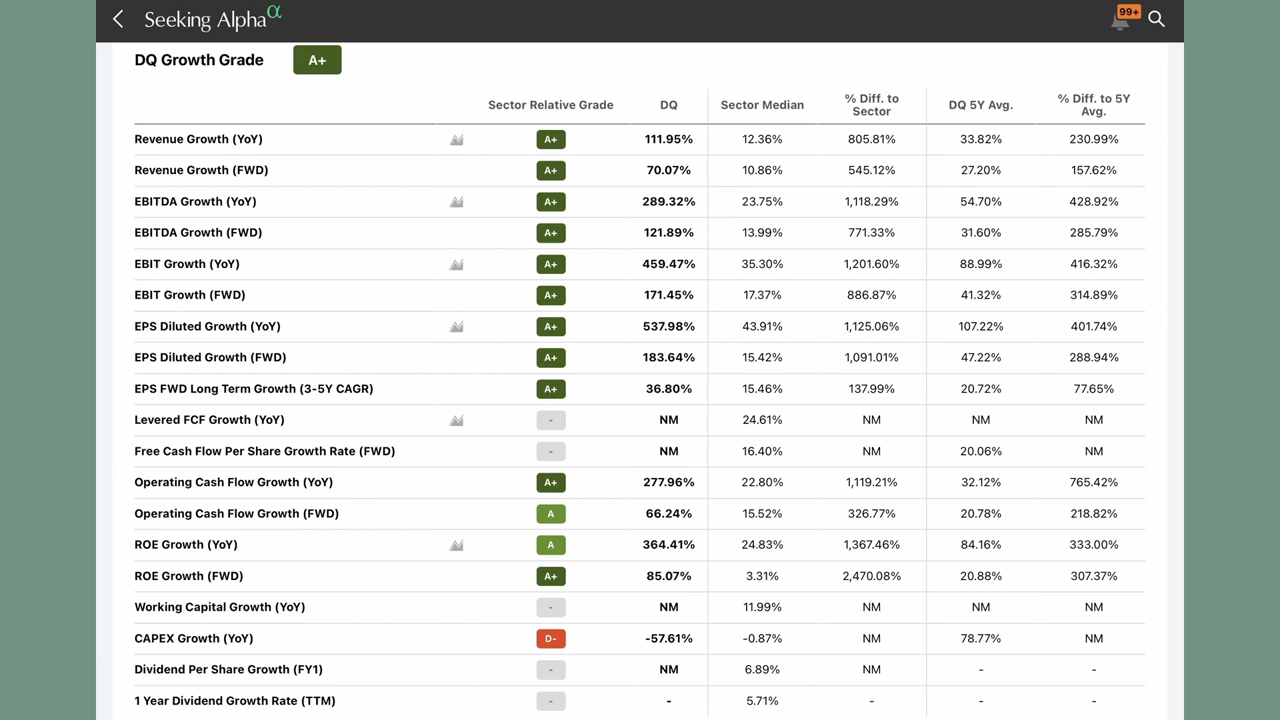 Seeking Alpha α
99+
DQ Growth Grade A+
Sector Relative Grade DQ Sector Median % Diff. to Sector DQ 5Y Avg. % Diff. to 5Y Avg.
Revenue Growth (YoY) A+ 111.95% 12.36% 805.81% 33.82% 230.99%
Revenue Growth (FWD) A+ 70.07% 10.86% 545.12% 27.20% 157.62%
EBITDA Growth (YoY) A+ 289.32% 23.75% 1,118.29% 54.70% 428.92%
EBITDA Growth (FWD) A+ 121.89% 13.99% 771.33% 31.60% 285.79%
EBIT Growth (YoY) A+ 459.47% 35.30% 1,201.60% 88.99% 416.32%
EBIT Growth (FWD) A+ 171.45% 17.37% 886.87% 41.32% 314.89%
EPS Diluted Growth (YoY) A+ 537.98% 43.91% 1,125.06% 107.22% 401.74%
EPS Diluted Growth (FWD) A+ 183.64% 15.42% 1,091.01% 47.22% 288.94%
EPS FWD Long Term Growth (3-5Y CAGR) A+ 36.80% 15.46% 137.99% 20.72% 77.65%
Levered FCF Growth (YoY) - NM 24.61% NM NM NM
Free Cash Flow Per Share Growth Rate (FWD) - NM 16.40% NM 20.06% NM
Operating Cash Flow Growth (YoY) A+ 277.96% 22.80% 1,119.21% 32.12% 765.42%
Operating Cash Flow Growth (FWD) A 66.24% 15.52% 326.77% 20.78% 218.82%
ROE Growth (YoY) A 364.41% 24.83% 1,367.46% 84.16% 333.00%
ROE Growth (FWD) A+ 85.07% 3.31% 2,470.08% 20.88% 307.37%
Working Capital Growth (YoY) - NM 11.99% NM NM NM
CAPEX Growth (YoY) D- -57.61% -0.87% NM 78.77% NM
Dividend Per Share Growth (FY1) - NM 6.89% NM - -
1 Year Dividend Growth Rate (TTM) - - 5.71% - - -